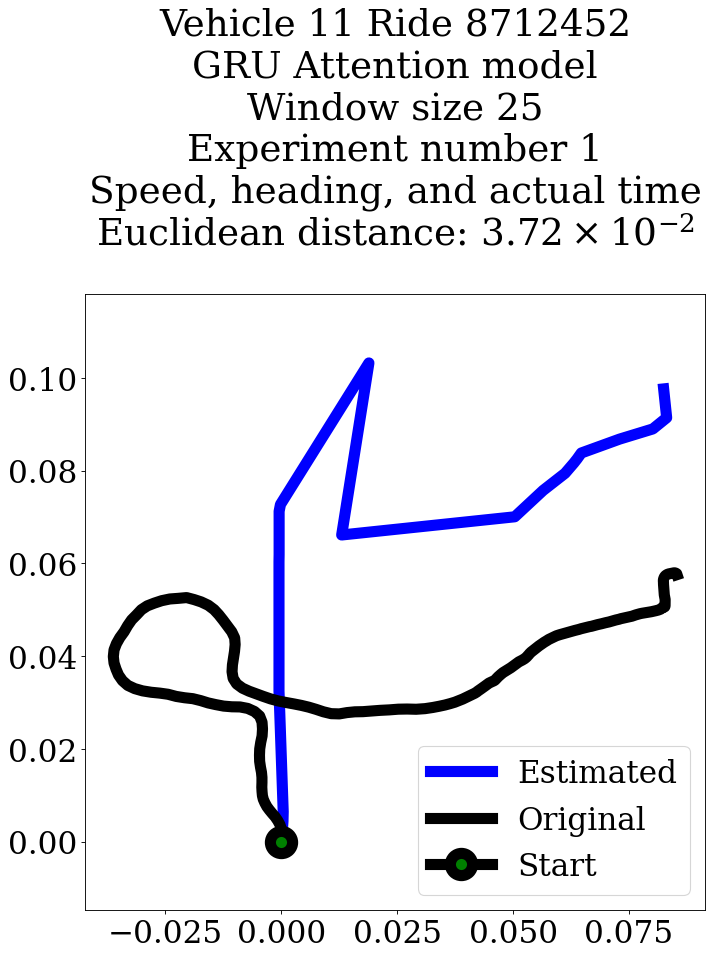 Vehicle 11 Ride 8712452
GRU Attention model
Window size 25
Experiment number 1
Speed, heading, and actual time
Euclidean distance: 3.72 × 10⁻²
0.10
0.08
0.06
0.04
0.02
0.00
Estimated
Original
Start
−0.025 0.000 0.025 0.050 0.075